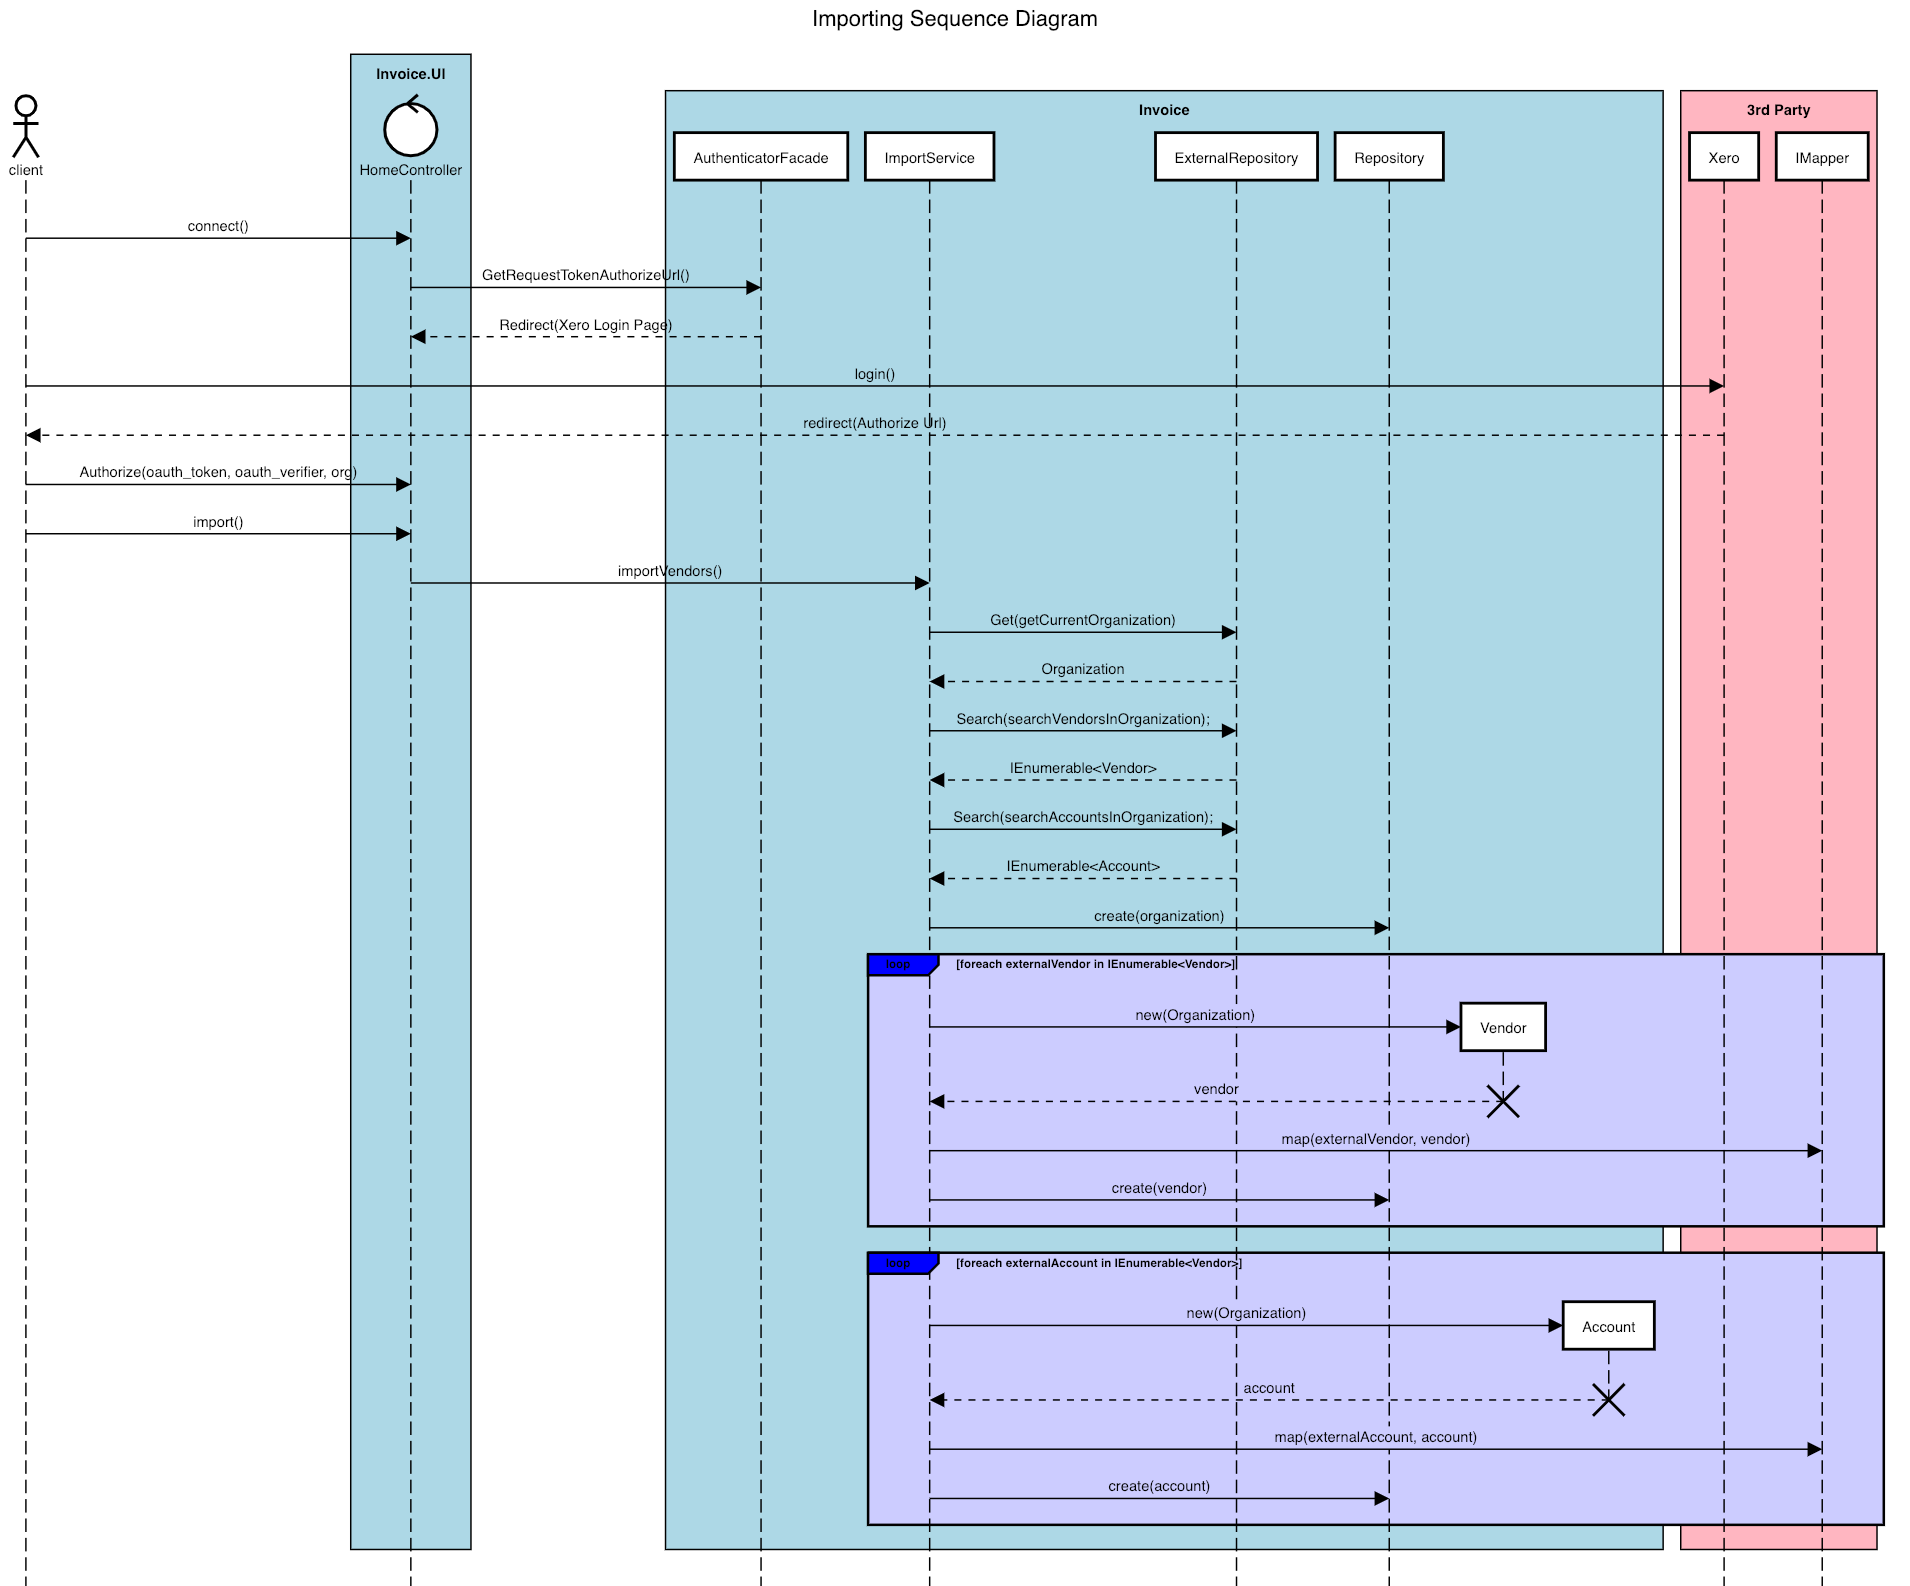 Importing Sequence Diagram
Invoice.UI
Invoice
3rd Party
client
HomeController
AuthenticatorFacade
ImportService
ExternalRepository
Repository
Xero
IMapper
connect()
GetRequestTokenAuthorizeUrl()
Redirect(Xero Login Page)
login()
redirect(Authorize Url)
Authorize(oauth_token, oauth_verifier, org)
import()
importVendors()
Get(getCurrentOrganization)
Organization
Search(searchVendorsInOrganization);
IEnumerable<Vendor>
Search(searchAccountsInOrganization);
IEnumerable<Account>
create(organization)
loop [foreach externalVendor in IEnumerable<Vendor>]
new(Organization)
Vendor
vendor
map(externalVendor, vendor)
create(vendor)
loop [foreach externalAccount in IEnumerable<Vendor>]
new(Organization)
Account
account
map(externalAccount, account)
create(account)